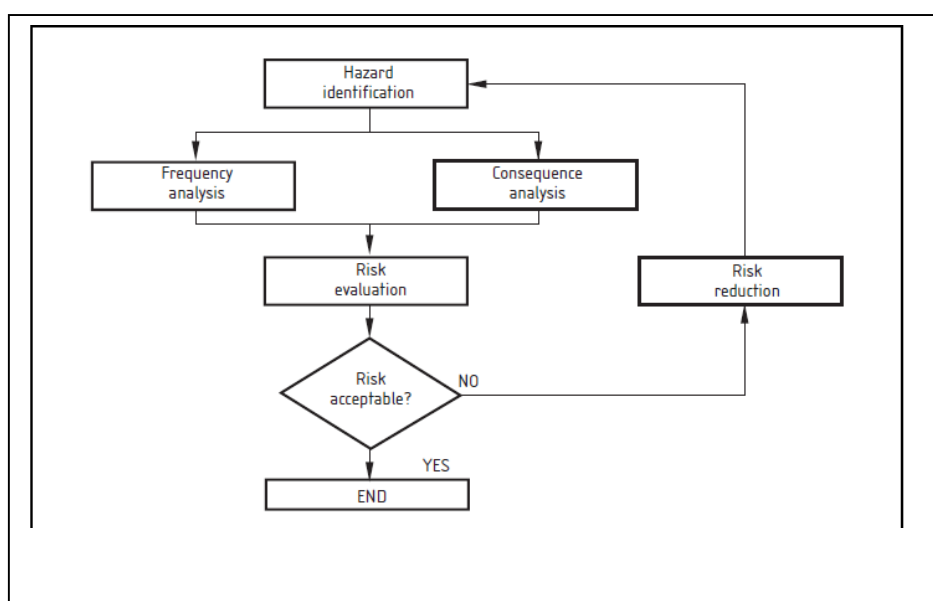 Hazard
identification
Frequency
analysis
Consequence
analysis
Risk
evaluation
Risk
reduction
Risk
acceptable?
NO
YES
END